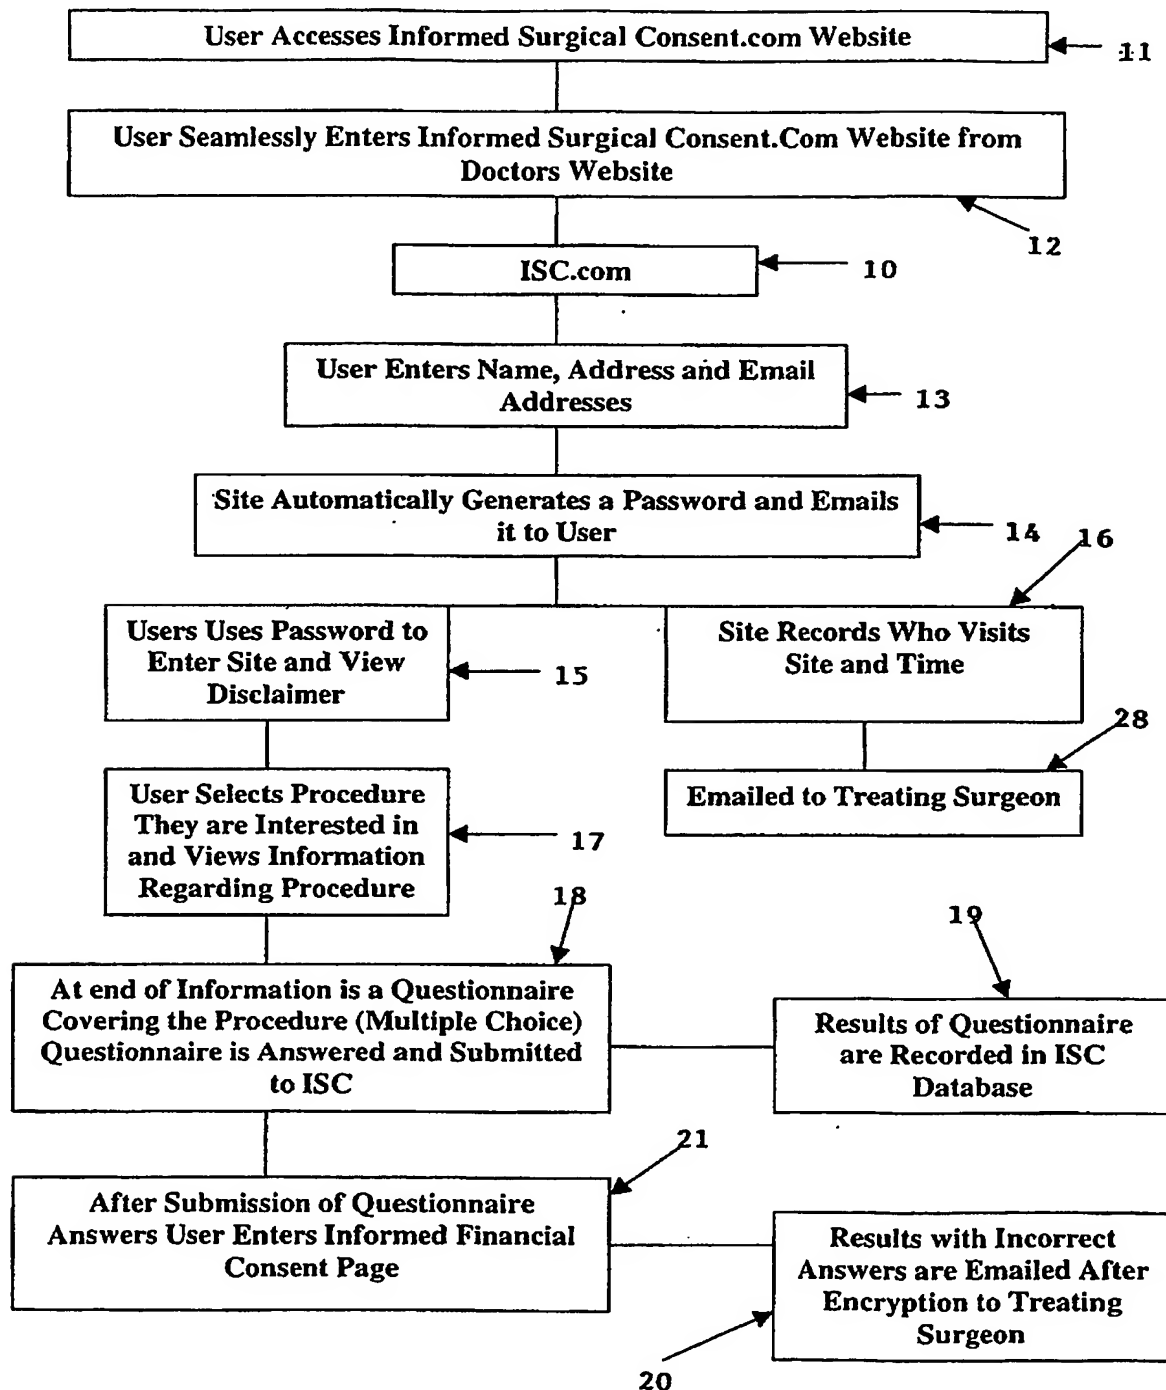 User Accesses Informed Surgical Consent.com Website
11
User Seamlessly Enters Informed Surgical Consent.Com Website from
Doctors Website
12
ISC.com
10
User Enters Name, Address and Email
Addresses
13
Site Automatically Generates a Password and Emails
it to User
14
16
Users Uses Password to
Enter Site and View
Disclaimer
15
Site Records Who Visits
Site and Time
28
User Selects Procedure
They are Interested in
and Views Information
Regarding Procedure
17
Emailed to Treating Surgeon
18
19
At end of Information is a Questionnaire
Covering the Procedure (Multiple Choice)
Questionnaire is Answered and Submitted
to ISC
Results of Questionnaire
are Recorded in ISC
Database
21
After Submission of Questionnaire
Answers User Enters Informed Financial
Consent Page
Results with Incorrect
Answers are Emailed After
Encryption to Treating
Surgeon
20